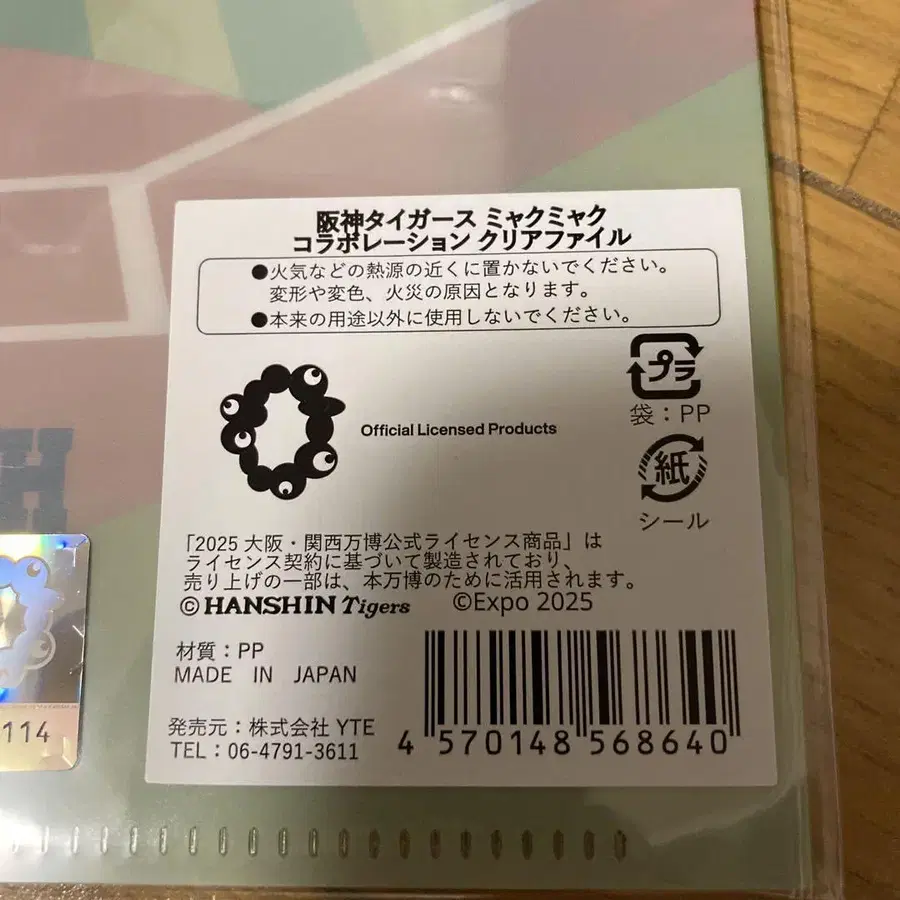 阪神タイガース ミャクミャク
コラボレーション クリアファイル
●火気などの熱源の近くに置かないでください。
変形や変色、火災の原因となります。
●本来の用途以外に使用しないでください。
プラ
袋:PP
Official Licensed Products
紙
シール
「2025 大阪・関西万博公式ライセンス商品」は
ライセンス契約に基づいて製造されており、
売り上げの一部は、本万博のために活用されます。
© HANSHIN Tigers ©Expo 2025
材質:PP
MADE IN JAPAN
発売元:株式会社 YTE
TEL:06-4791-3611
4 570148 568640
114